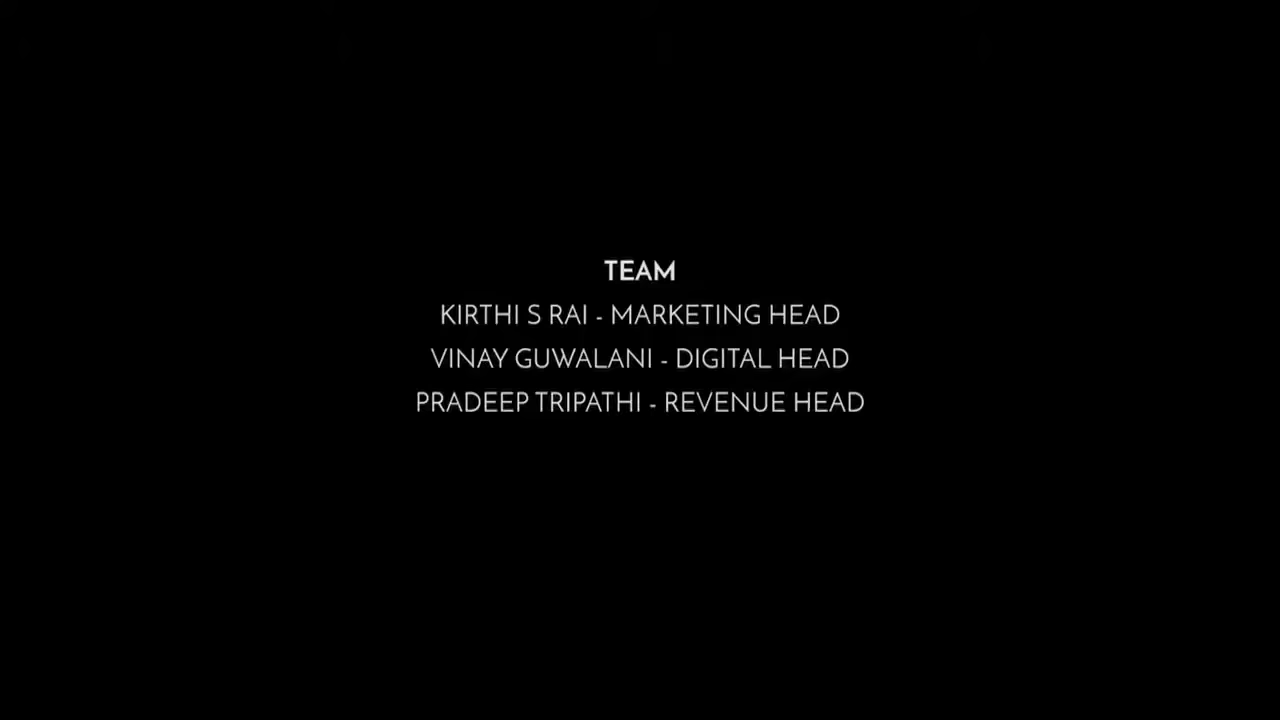 TEAM
KIRTHI S RAI - MARKETING HEAD
VINAY GUWALANI - DIGITAL HEAD
PRADEEP TRIPATHI - REVENUE HEAD